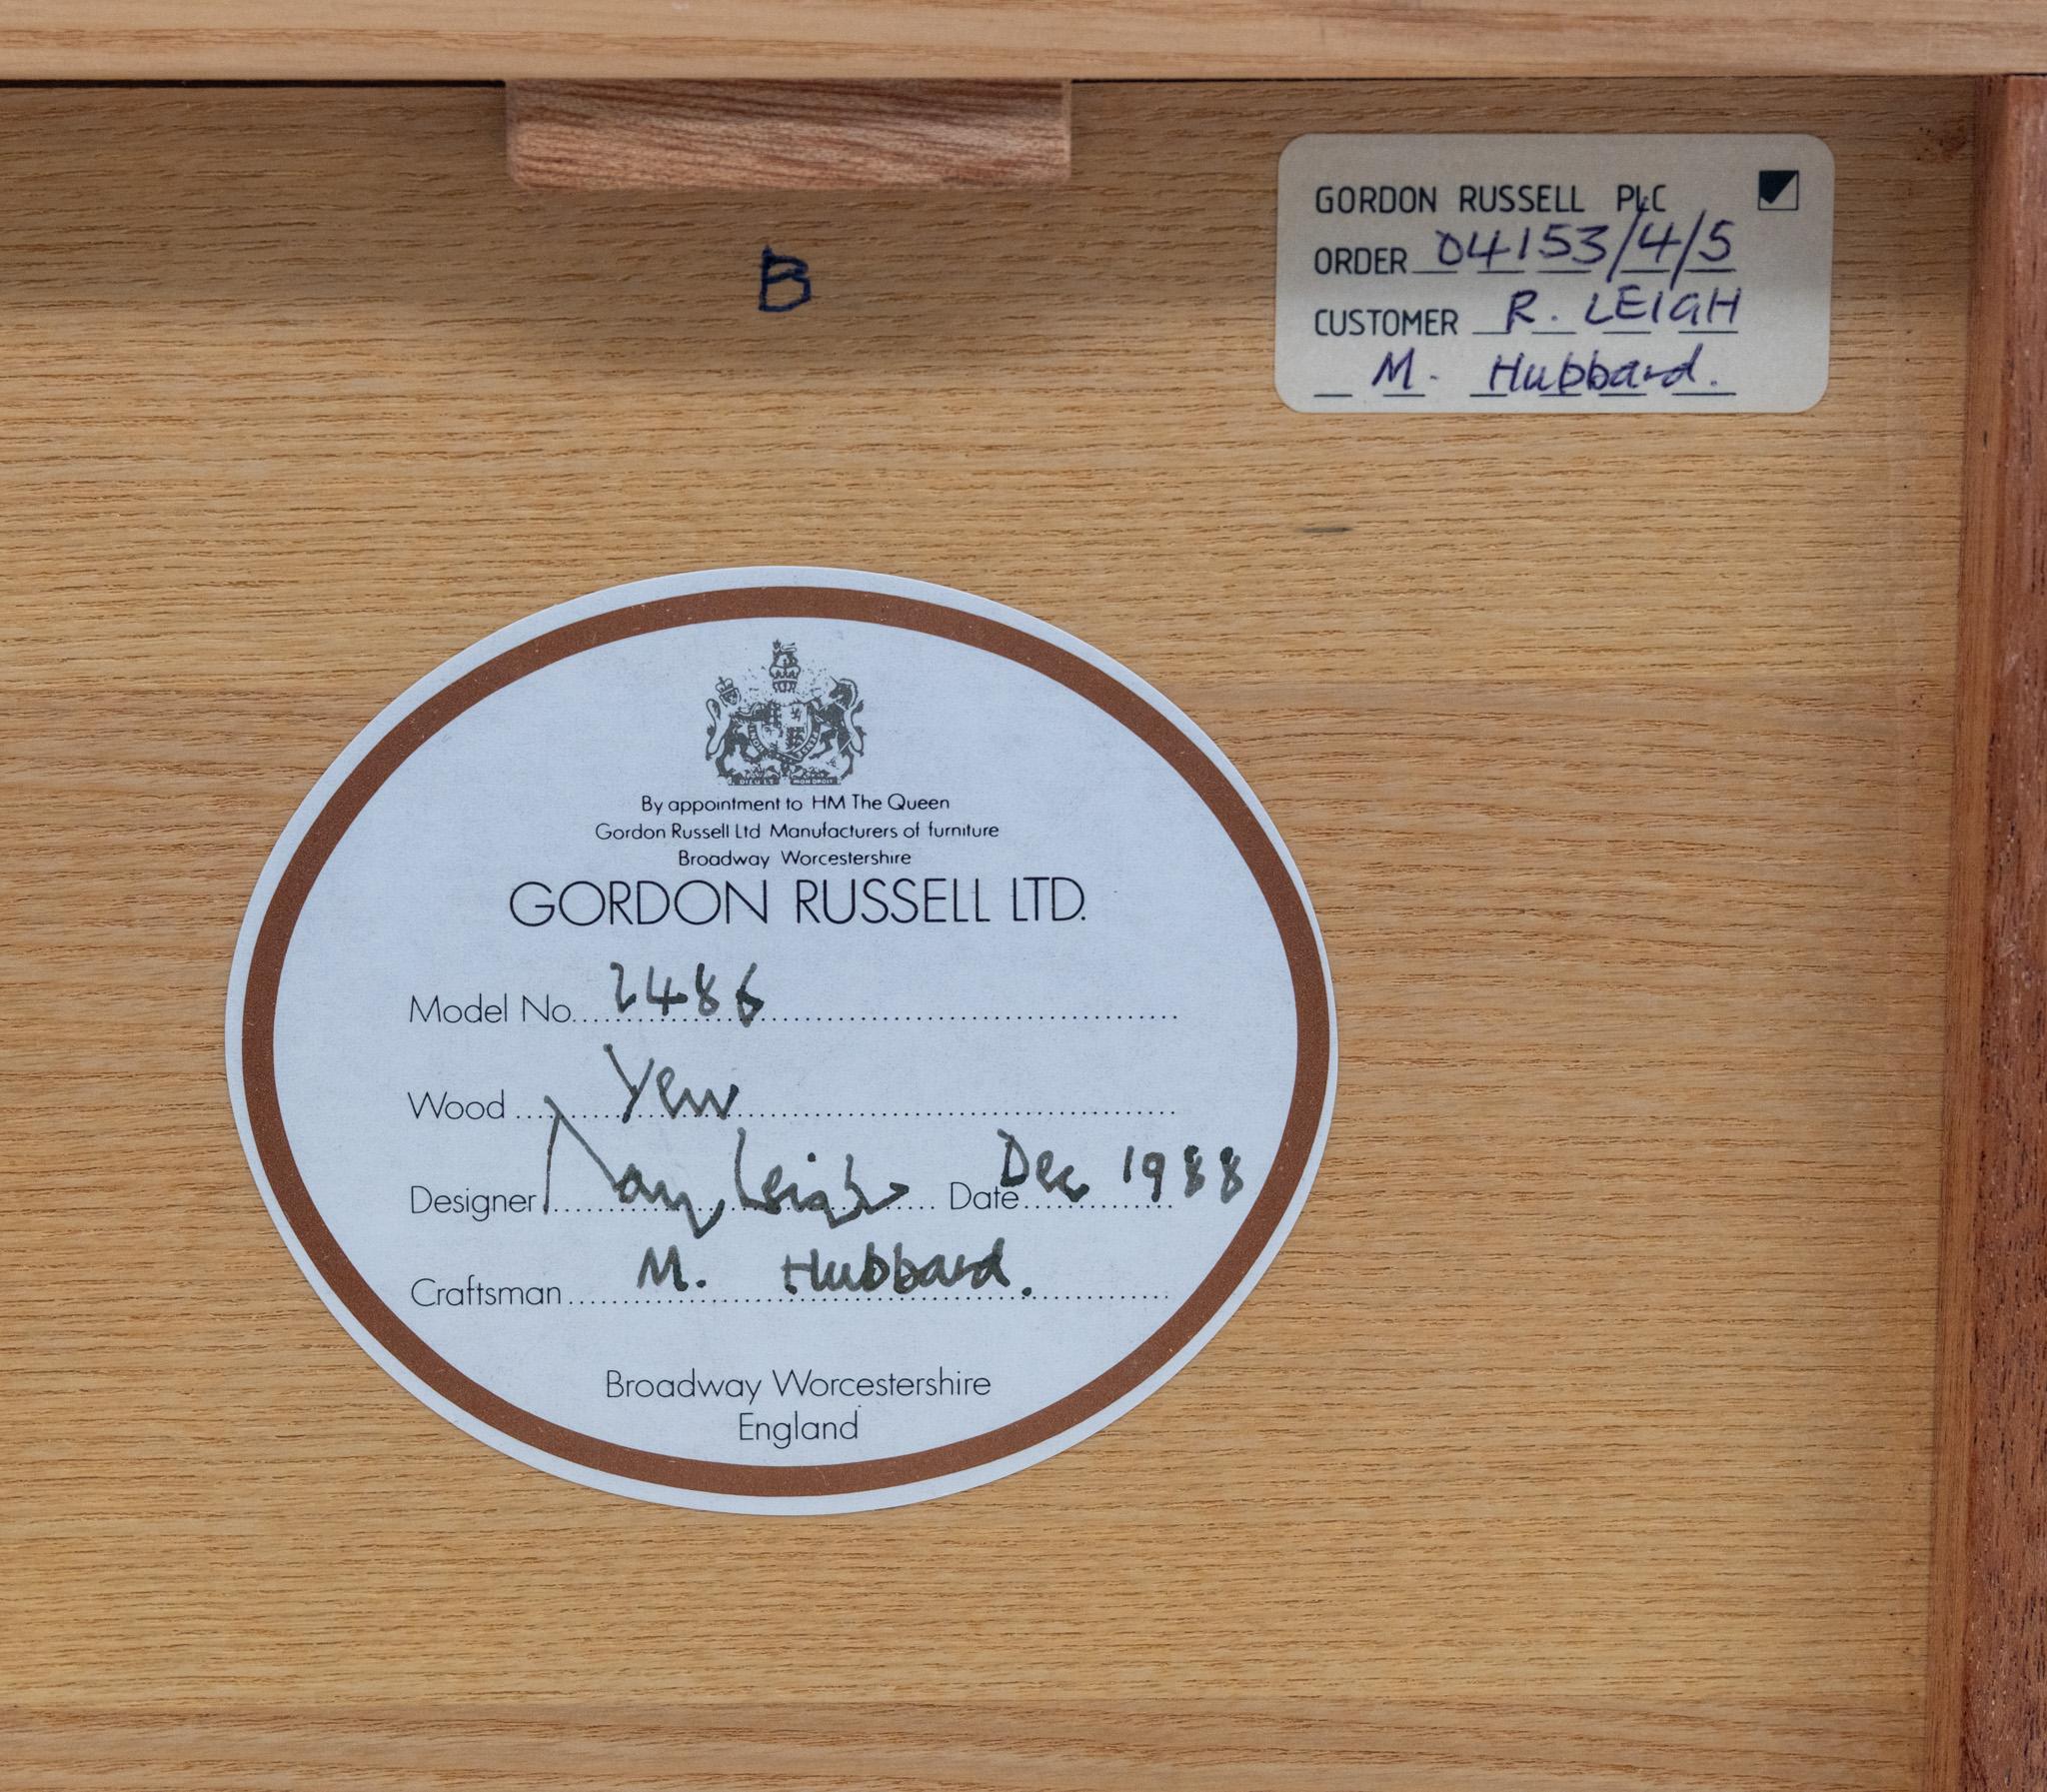 GORDON RUSSELL PLC
ORDER 04153/4/5
CUSTOMER R. LEIGH
M. Hubbard.
B
By appointment to HM The Queen
Gordon Russell Ltd Manufacturers of furniture
Broadway Worcestershire
GORDON RUSSELL LTD.
Model No. 2486
Wood Yew
Designer Ray Leigh Date Dec 1988
Craftsman M. Hubbard.
Broadway Worcestershire
England